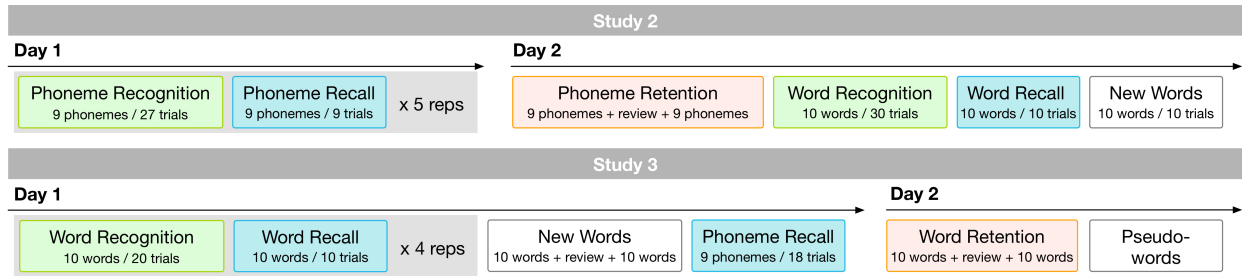 Study 2
Day 1
Day 2
Phoneme Recognition
9 phonemes / 27 trials
Phoneme Recall
9 phonemes / 9 trials
x 5 reps
Phoneme Retention
9 phonemes + review + 9 phonemes
Word Recognition
10 words / 30 trials
Word Recall
10 words / 10 trials
New Words
10 words / 10 trials
Study 3
Day 1
Day 2
Word Recognition
10 words / 20 trials
Word Recall
10 words / 10 trials
x 4 reps
New Words
10 words + review + 10 words
Phoneme Recall
9 phonemes / 18 trials
Word Retention
10 words + review + 10 words
Pseudo-
words